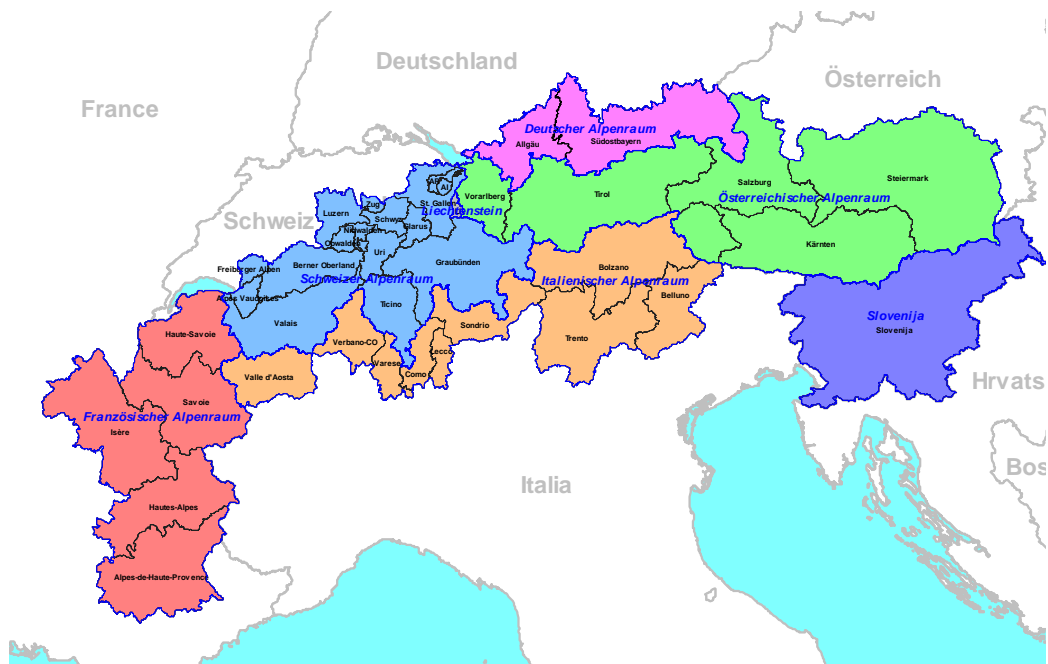 Deutschland
Österreich
France
Deutscher Alpenraum
Allgäu
Südostbayern
Steiermark
AI
Salzburg
Vorarlberg
Tirol
Österreichischer Alpenraum
Zug
St. Gallen
Luzern
Liechtenstein
Schweiz
Schwyz
Glarus
Nidwalden
Obwalden
Uri
Kärnten
Graubünden
Berner Oberland
Freiburger Alpen
Bolzano
Schweizer Alpenraum
Italienischer Alpenraum
Belluno
Alpes Vaudoises
Ticino
Slovenija
Valais
Sondrio
Slovenija
Haute-Savoie
Verbano-CO
Trento
Lecco
Varese
Como
Valle d'Aosta
Hrvats
Savoie
Französischer Alpenraum
Isère
Bos
Italia
Hautes-Alpes
Alpes-de-Haute-Provence